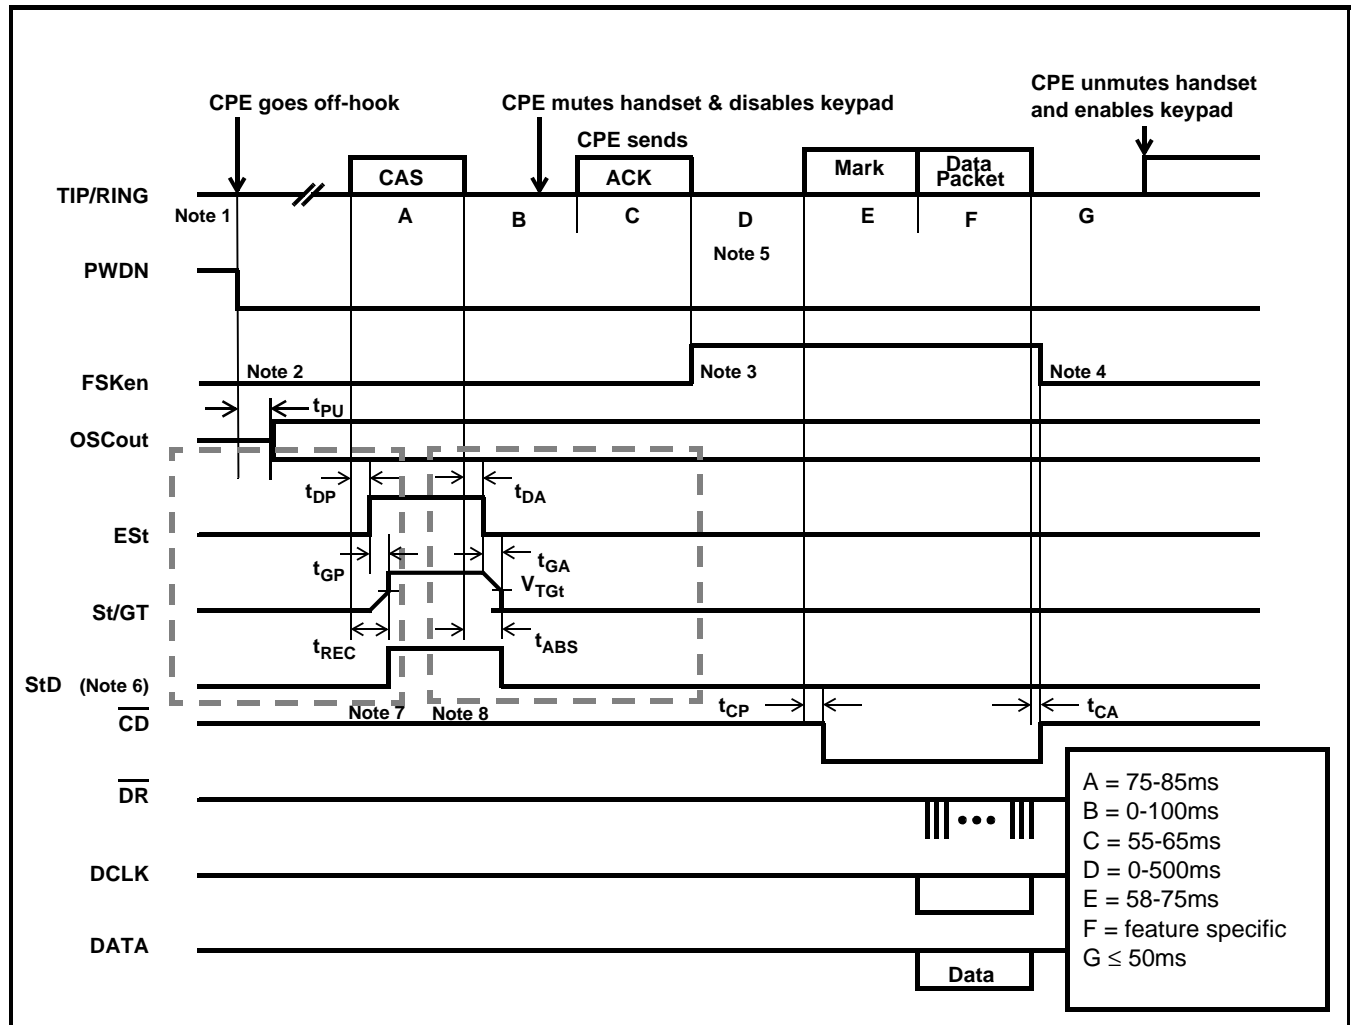 CPE goes off-hook
CPE mutes handset & disables keypad
CPE unmutes handset
and enables keypad
CPE sends
TIP/RING
CAS
ACK
Mark
Data
Packet
Note 1
A
B
C
D
E
F
G
Note 5
PWDN
FSKen
Note 2
Note 3
Note 4
tPU
OSCout
tDP
tDA
ESt
tGP
tGA
VTGt
St/GT
tREC
tABS
StD (Note 6)
Note 7
Note 8
CD
tCP
tCA
DR
DCLK
DATA
Data
A = 75-85ms
B = 0-100ms
C = 55-65ms
D = 0-500ms
E = 58-75ms
F = feature specific
G ≤ 50ms